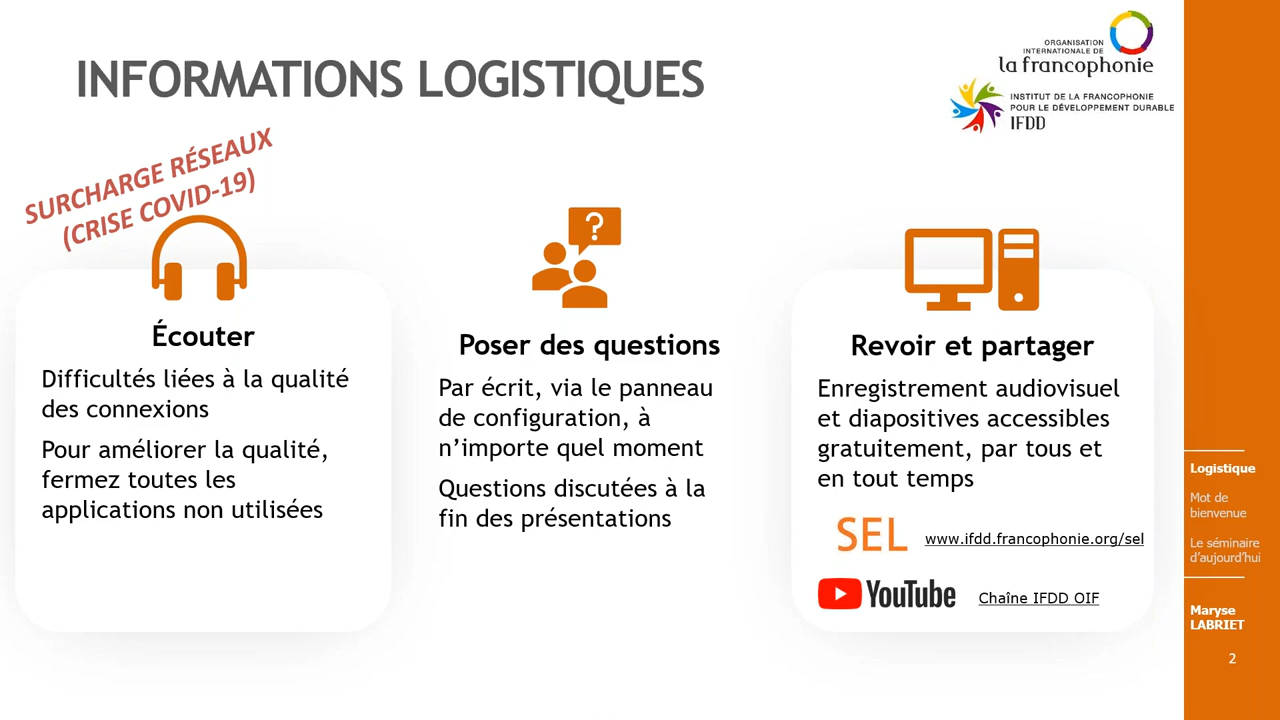 INFORMATIONS LOGISTIQUES
ORGANISATION
INTERNATIONALE DE
la francophonie
INSTITUT DE LA FRANCOPHONIE
POUR LE DÉVELOPPEMENT DURABLE
IFDD
SURCHARGE RÉSEAUX
(CRISE COVID-19)
Écouter
Difficultés liées à la qualité
des connexions
Pour améliorer la qualité,
fermez toutes les
applications non utilisées
?
Poser des questions
Par écrit, via le panneau
de configuration, à
n’importe quel moment
Questions discutées à la
fin des présentations
Revoir et partager
Enregistrement audiovisuel
et diapositives accessibles
gratuitement, par tous et
en tout temps
SEL www.ifdd.francophonie.org/sel
YouTube Chaîne IFDD OIF
Logistique
Mot de
bienvenue
Le séminaire
d’aujourd’hui
Maryse
LABRIET
2